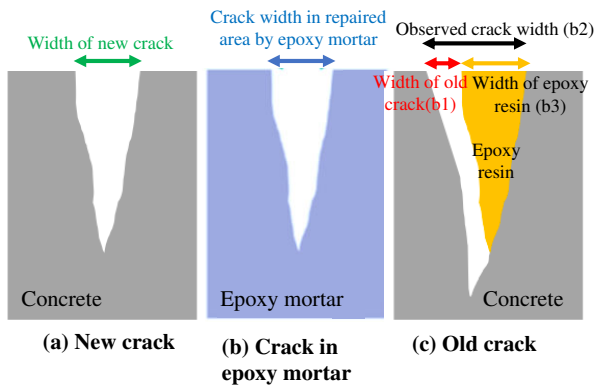 Width of new crack
Concrete
(a) New crack
Crack width in repaired
area by epoxy mortar
Epoxy mortar
(b) Crack in
epoxy mortar
Observed crack width (b2)
Width of old
crack(b1)
Width of epoxy
resin (b3)
Epoxy
resin
Concrete
(c) Old crack